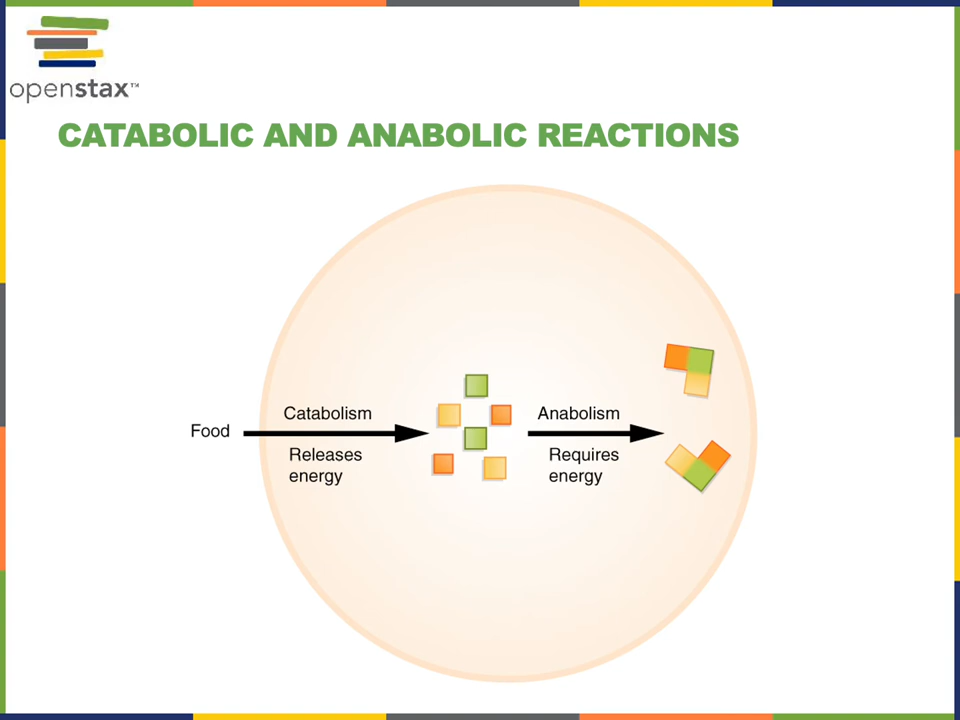 openstax™
CATABOLIC AND ANABOLIC REACTIONS
Food
Catabolism
Releases
energy
Anabolism
Requires
energy